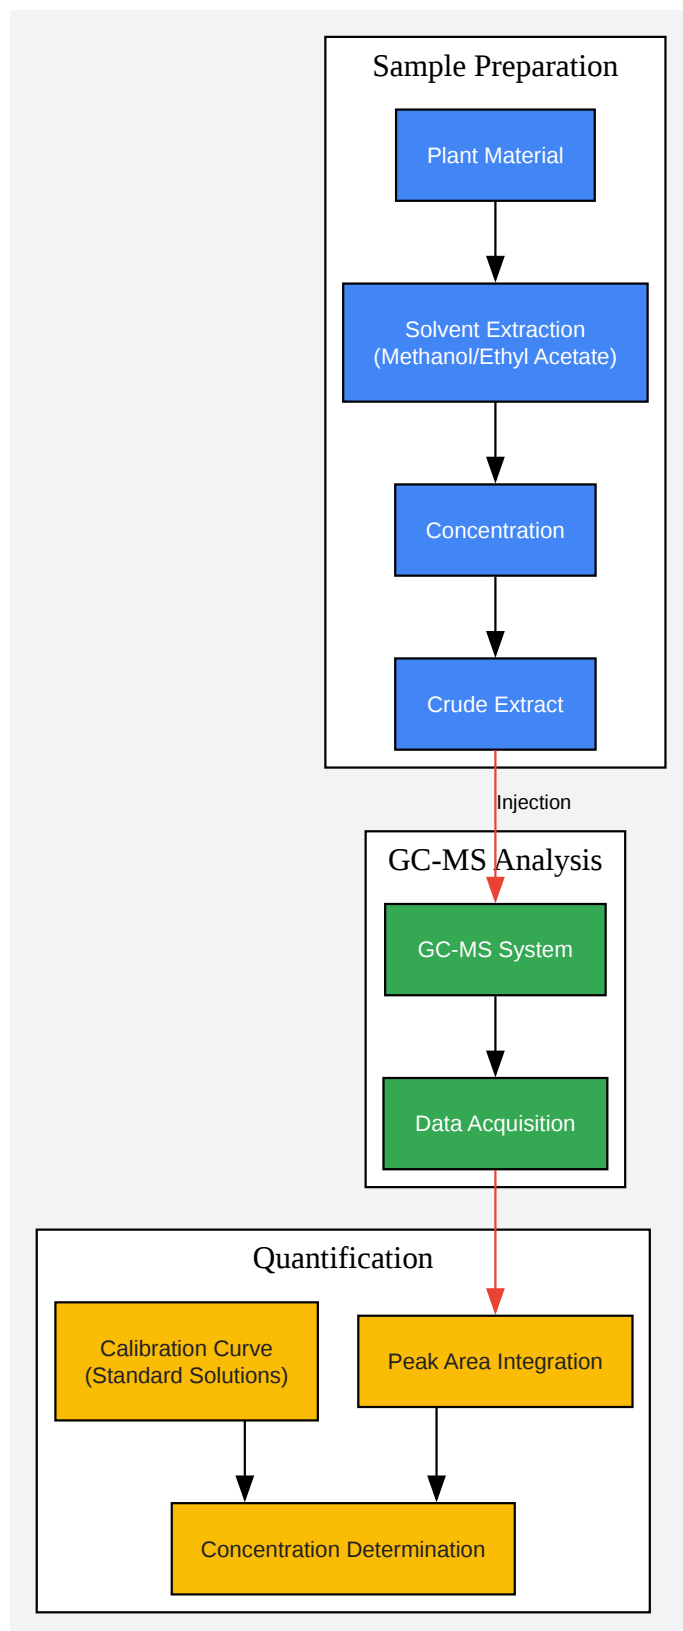 Sample Preparation
Plant Material
Solvent Extraction
(Methanol/Ethyl Acetate)
Concentration
Crude Extract
Injection
GC-MS Analysis
GC-MS System
Data Acquisition
Quantification
Calibration Curve
(Standard Solutions)
Peak Area Integration
Concentration Determination